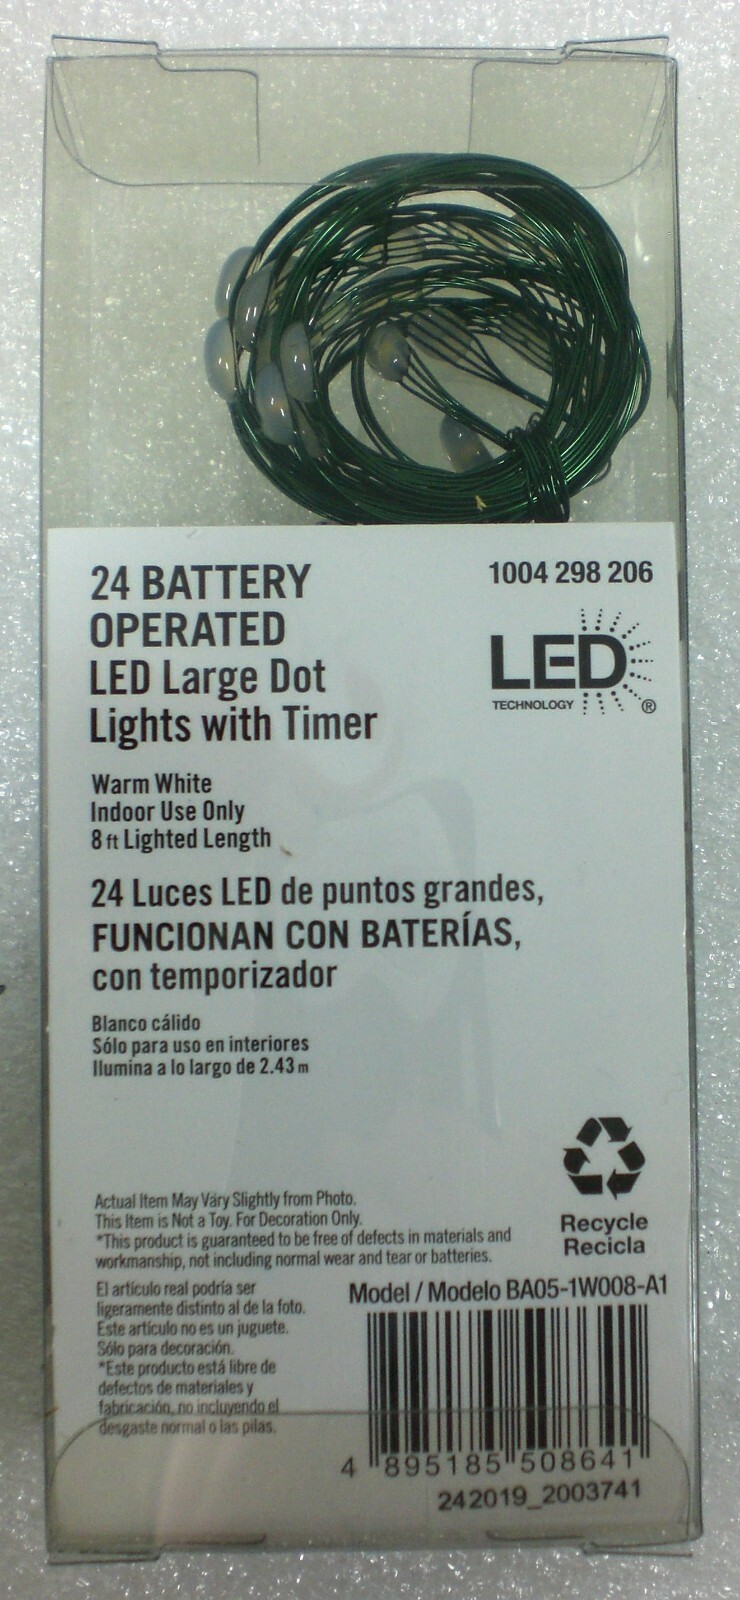 24 BATTERY
OPERATED
LED Large Dot
Lights with Timer
1004 298 206
LED
TECHNOLOGY ®
Warm White
Indoor Use Only
8 ft Lighted Length
24 Luces LED de puntos grandes,
FUNCIONAN CON BATERÍAS,
con temporizador
Blanco cálido
Sólo para uso en interiores
Ilumina a lo largo de 2.43 m
Recycle
Recicla
Actual Item May Vary Slightly from Photo.
This Item is Not a Toy. For Decoration Only.
*This product is guaranteed to be free of defects in materials and
workmanship, not including normal wear and tear or batteries.
El artículo real podría ser
ligeramente distinto al de la foto.
Este artículo no es un juguete.
Sólo para decoración.
*Este producto está libre de
defectos de materiales y
fabricación, no incluyendo el
desgaste normal o las pilas.
Model / Modelo BA05-1W008-A1
4 895185 508641
242019_2003741